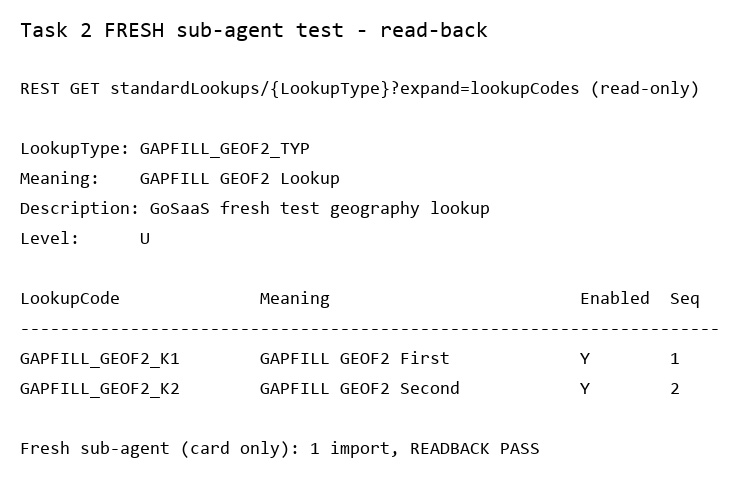 Task 2 FRESH sub-agent test - read-back
REST GET standardLookups/{LookupType}?expand=lookupCodes (read-only)
LookupType: GAPFILL_GEOF2_TYP
Meaning:    GAPFILL GEOF2 Lookup
Description: GoSaaS fresh test geography lookup
Level:      U
LookupCode              Meaning                         Enabled  Seq
----------------------------------------------------------------------
GAPFILL_GEOF2_K1        GAPFILL GEOF2 First             Y        1
GAPFILL_GEOF2_K2        GAPFILL GEOF2 Second            Y        2
Fresh sub-agent (card only): 1 import, READBACK PASS